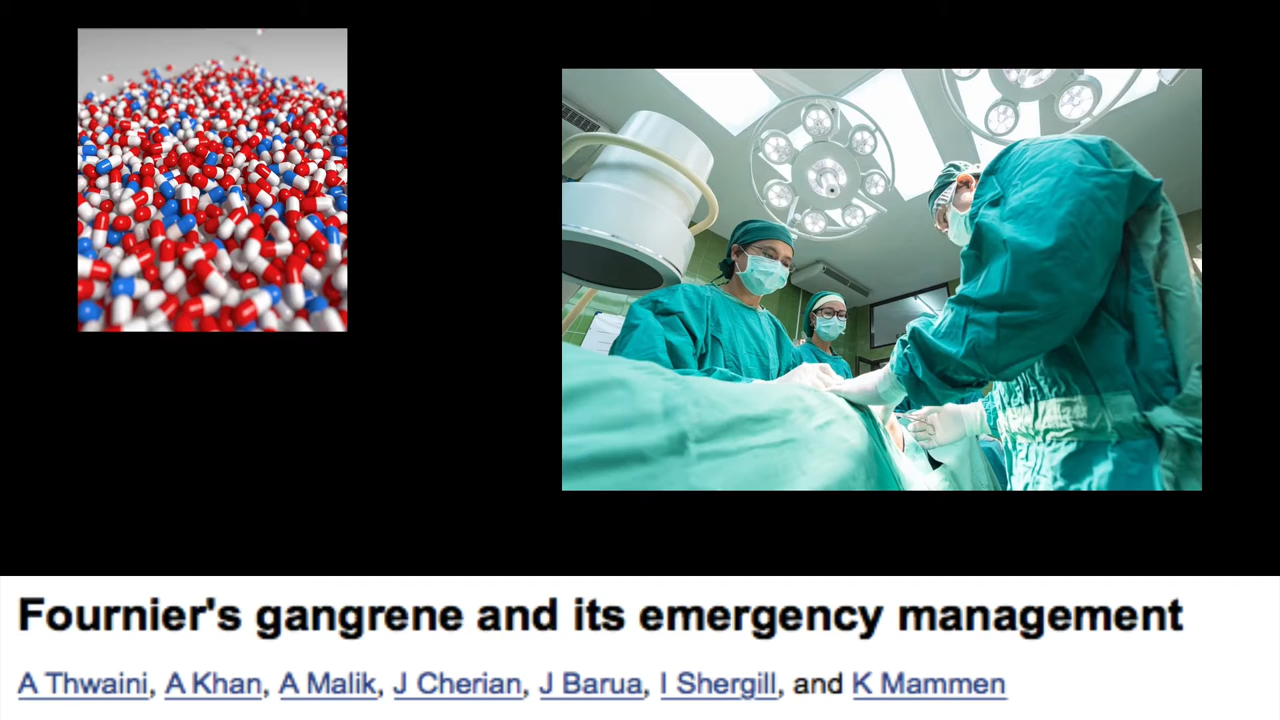 Fournier's gangrene and its emergency management
A Thwaini, A Khan, A Malik, J Cherian, J Barua, I Shergill, and K Mammen